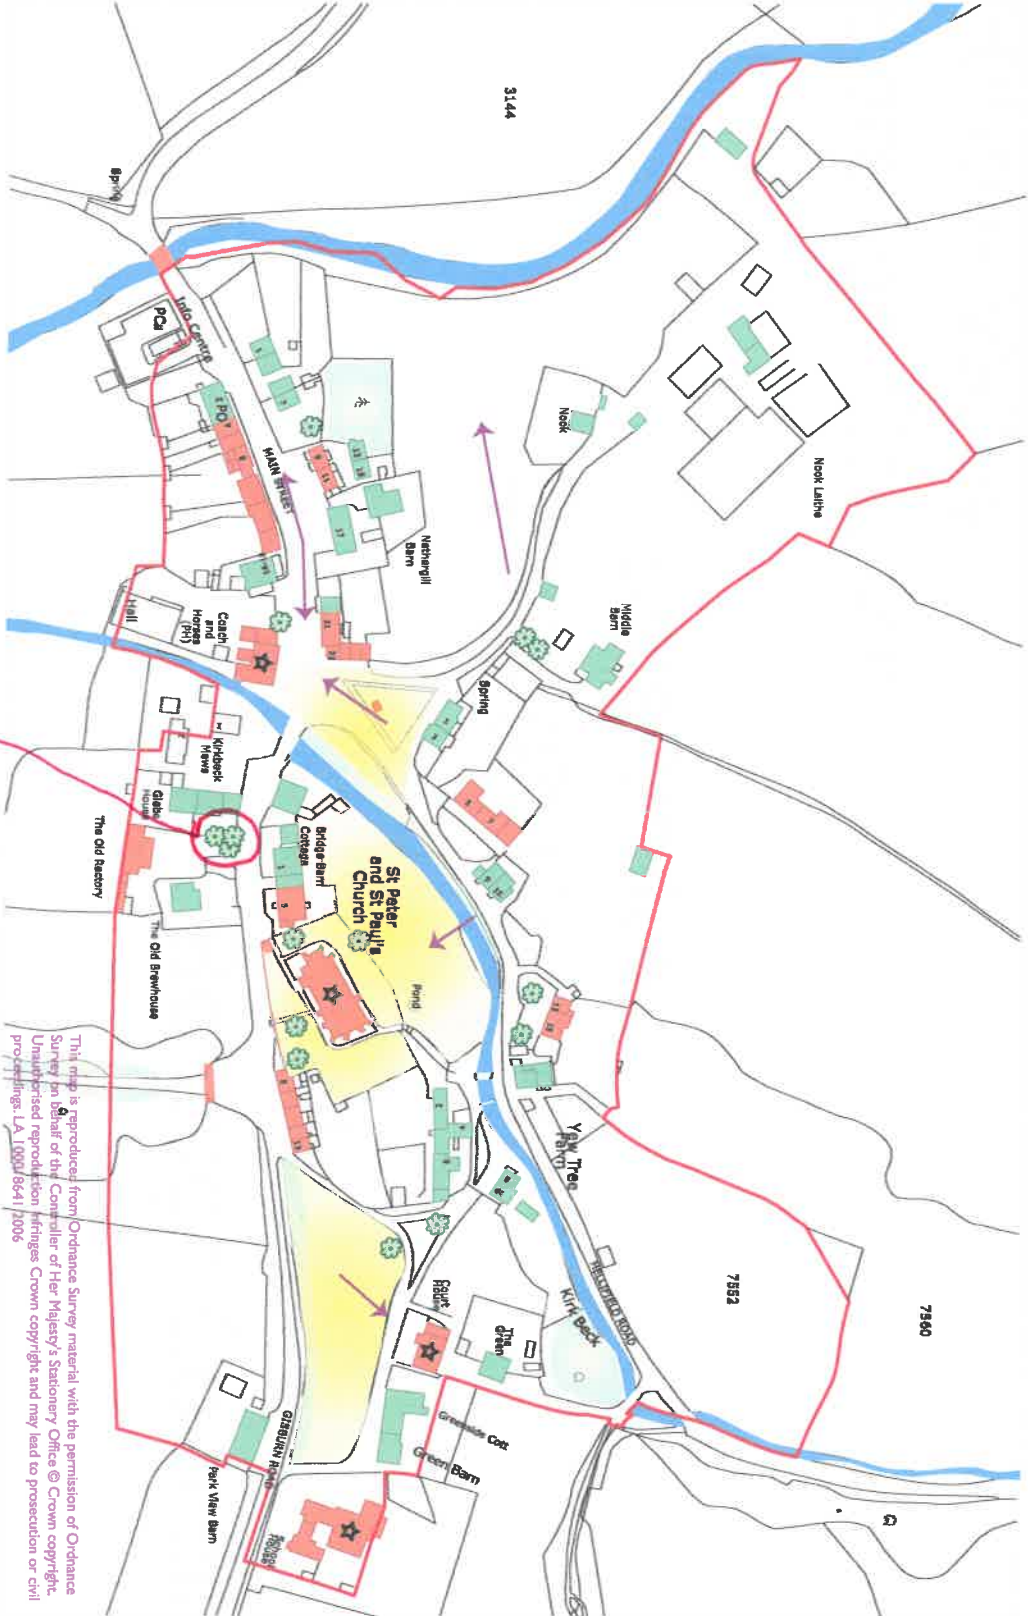 3144
Spring
Info Centre
PCs
PO
MAIN STREET
Nook
Nook Laithe
Nethergill
Barn
Middle
Barn
Hall
Coach
and
Horses
(PH)
Spring
Kirkbeck
Mews
Glebe
House
The Old Rectory
The Old Brewhouse
Bridge Barn
Cottage
St Peter
and St Paul's
Church
Pond
Yew Tree
Farm
HELLIFIELD ROAD
Kirk Beck
The
Green
Court
House
7552
7560
Greenside Cott
Green Barn
GISBURN ROAD
Park View Barn
G
G
This map is reproduced from Ordnance Survey material with the permission of Ordnance
Survey on behalf of the Controller of Her Majesty's Stationery Office © Crown copyright.
Unauthorised reproduction infringes Crown copyright and may lead to prosecution or civil
proceedings. LA 100018641 2006